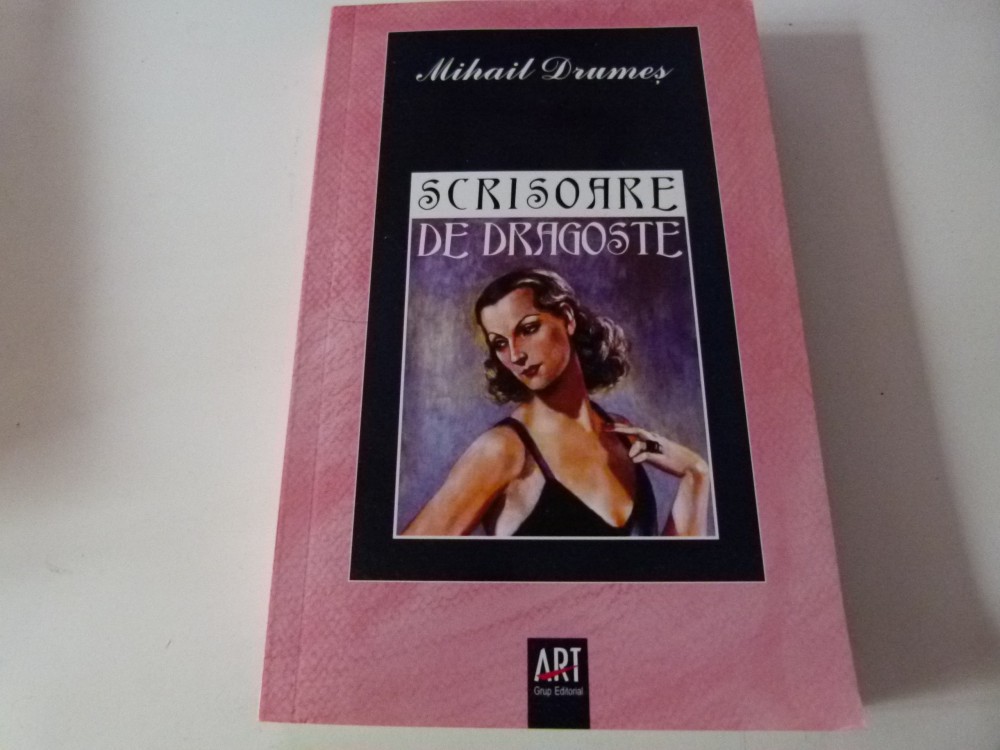 Mihail Drumeș
SCRISOARE
DE DRAGOSTE
ART
Grup Editorial